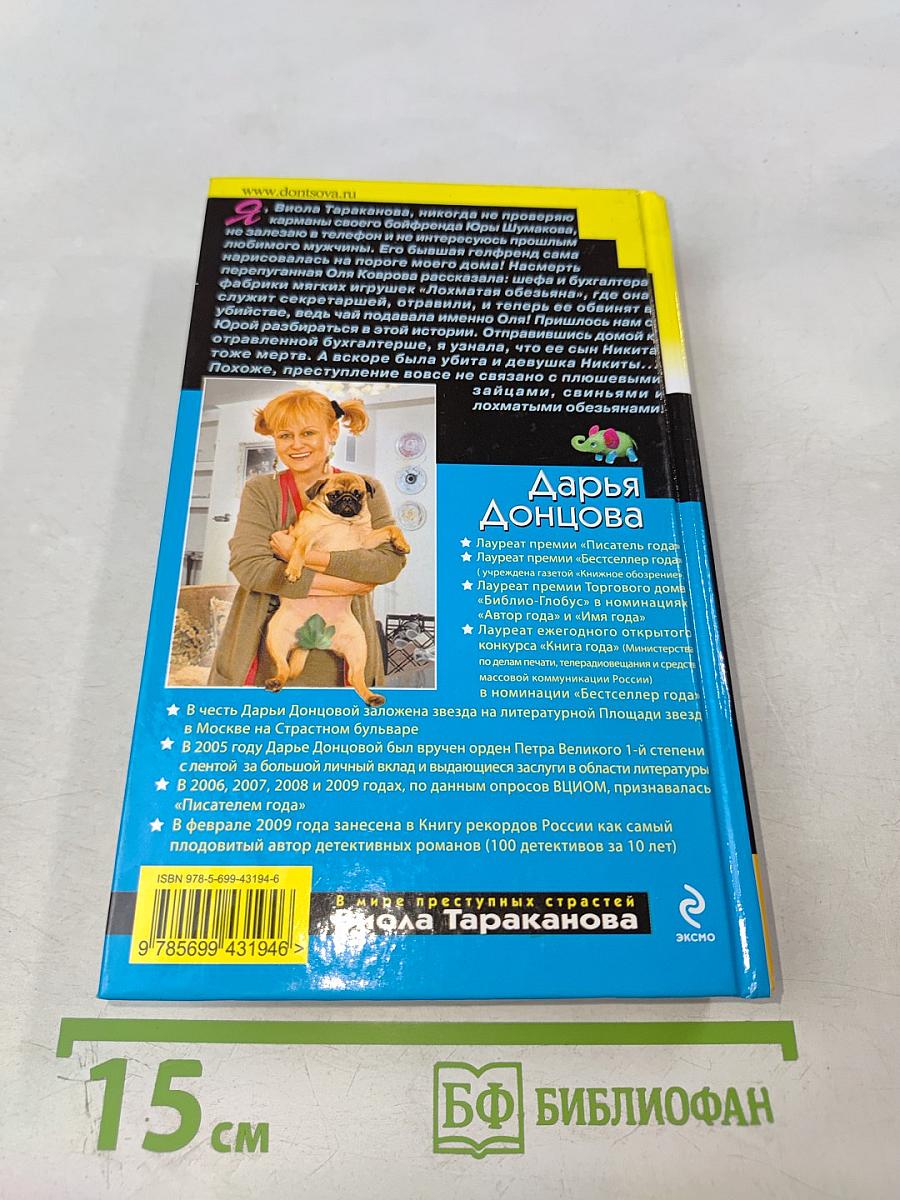 www.dontsova.ru
Я, Виола Тараканова, никогда не проверяю
карманы своего бойфренда Юры Шумакова,
не залезаю в телефон и не интересуюсь прошлым
любимого мужчины. Его бывшая гелфренд сама
нарисовалась на пороге моего дома! Насмерть
перепуганная Оля Коврова рассказала: шефа и бухгалтера
фабрики мягких игрушек «Лохматая обезьяна», где она
служит секретаршей, отравили, и теперь ее обвинят в
убийстве, ведь чай подавала именно Оля! Пришлось нам с
Юрой разбираться в этой истории. Отправившись домой к
отравленной бухгалтерше, я узнала, что ее сын Никита
тоже мертв. А вскоре была убита и девушка Никиты...
Похоже, преступление вовсе не связано с плюшевыми
зайцами, свиньями и
лохматыми обезьянами!
Дарья
Донцова
Лауреат премии «Писатель года»
Лауреат премии «Бестселлер года»
( учреждена газетой «Книжное обозрение»
Лауреат премии Торгового дома
«Библио-Глобус» в номинациях
«Автор года» и «Имя года»
Лауреат ежегодного открытого
конкурса «Книга года» (Министерства
по делам печати, телерадиовещания и средств
массовой коммуникации России)
в номинации «Бестселлер года»
В честь Дарьи Донцовой заложена звезда на литературной Площади звезд
в Москве на Страстном бульваре
В 2005 году Дарье Донцовой был вручен орден Петра Великого 1-й степени
с лентой за большой личный вклад и выдающиеся заслуги в области литературы
В 2006, 2007, 2008 и 2009 годах, по данным опросов ВЦИОМ, признавалась
«Писателем года»
В феврале 2009 года занесена в Книгу рекордов России как самый
плодовитый автор детективных романов (100 детективов за 10 лет)
ISBN 978-5-699-43194-6
9 785699 431946 >
В мире преступных страстей
Виола Тараканова
ЭКСМО
15 см
БФ БИБЛИОФАН